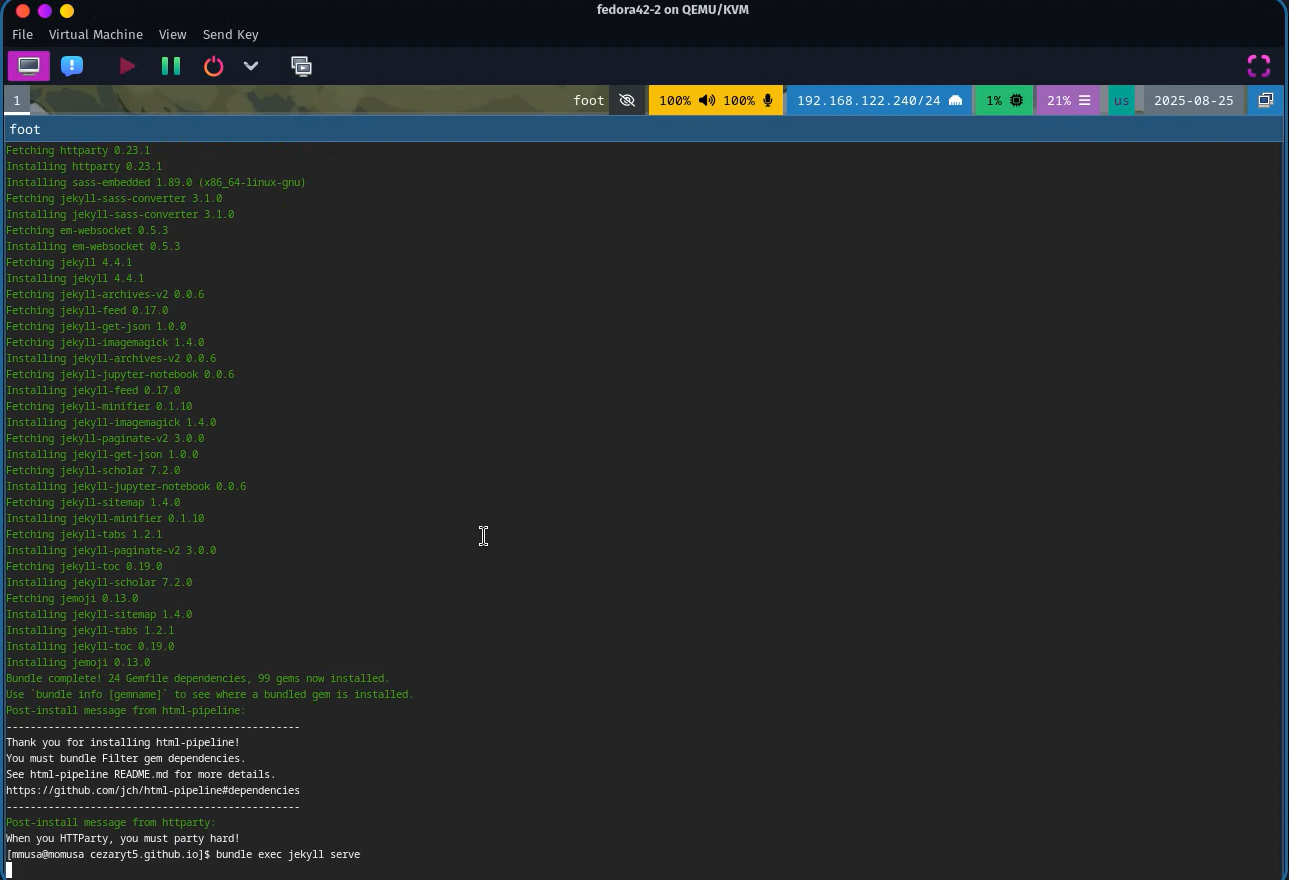 fedora42-2 on QEMU/KVM
File Virtual Machine View Send Key
1 foot 100% 100% 192.168.122.240/24 1% 21% us 2025-08-25
foot
Fetching httparty 0.23.1
Installing httparty 0.23.1
Installing sass-embedded 1.89.0 (x86_64-linux-gnu)
Fetching jekyll-sass-converter 3.1.0
Installing jekyll-sass-converter 3.1.0
Fetching em-websocket 0.5.3
Installing em-websocket 0.5.3
Fetching jekyll 4.4.1
Installing jekyll 4.4.1
Fetching jekyll-archives-v2 0.0.6
Fetching jekyll-feed 0.17.0
Fetching jekyll-get-json 1.0.0
Fetching jekyll-imagemagick 1.4.0
Installing jekyll-archives-v2 0.0.6
Fetching jekyll-jupyter-notebook 0.0.6
Installing jekyll-feed 0.17.0
Fetching jekyll-minifier 0.1.10
Installing jekyll-imagemagick 1.4.0
Fetching jekyll-paginate-v2 3.0.0
Installing jekyll-get-json 1.0.0
Fetching jekyll-scholar 7.2.0
Installing jekyll-jupyter-notebook 0.0.6
Fetching jekyll-sitemap 1.4.0
Installing jekyll-minifier 0.1.10
Fetching jekyll-tabs 1.2.1
Installing jekyll-paginate-v2 3.0.0
Fetching jekyll-toc 0.19.0
Installing jekyll-scholar 7.2.0
Fetching jemoji 0.13.0
Installing jekyll-sitemap 1.4.0
Installing jekyll-tabs 1.2.1
Installing jekyll-toc 0.19.0
Installing jemoji 0.13.0
Bundle complete! 24 Gemfile dependencies, 99 gems now installed.
Use `bundle info [gemname]` to see where a bundled gem is installed.
Post-install message from html-pipeline:
-------------------------------------------------
Thank you for installing html-pipeline!
You must bundle Filter gem dependencies.
See html-pipeline README.md for more details.
https://github.com/jch/html-pipeline#dependencies
-------------------------------------------------
Post-install message from httparty:
When you HTTParty, you must party hard!
[mmusa@momusa cezaryt5.github.io]$ bundle exec jekyll serve